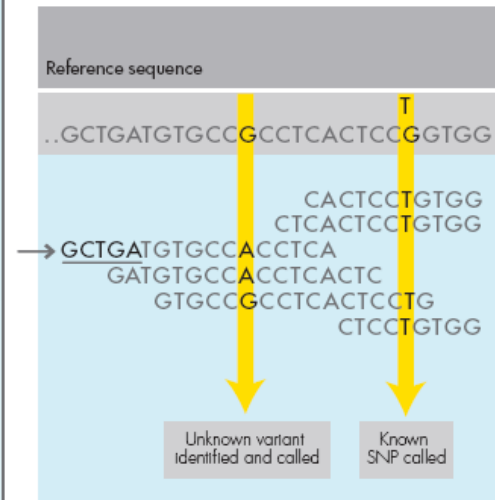 Reference sequence
T
..GCTGATGTGCCGCCTCACTCCGGTGG
CACTCCTGTGG
CTCACTCCTGTGG
GCTGATGTGCCACCTCA
GATGTGCCACCTCACTC
GTGCCGCCTCACTCCTG
CTCCTGTGG
Unknown variant
identified and called
Known
SNP called